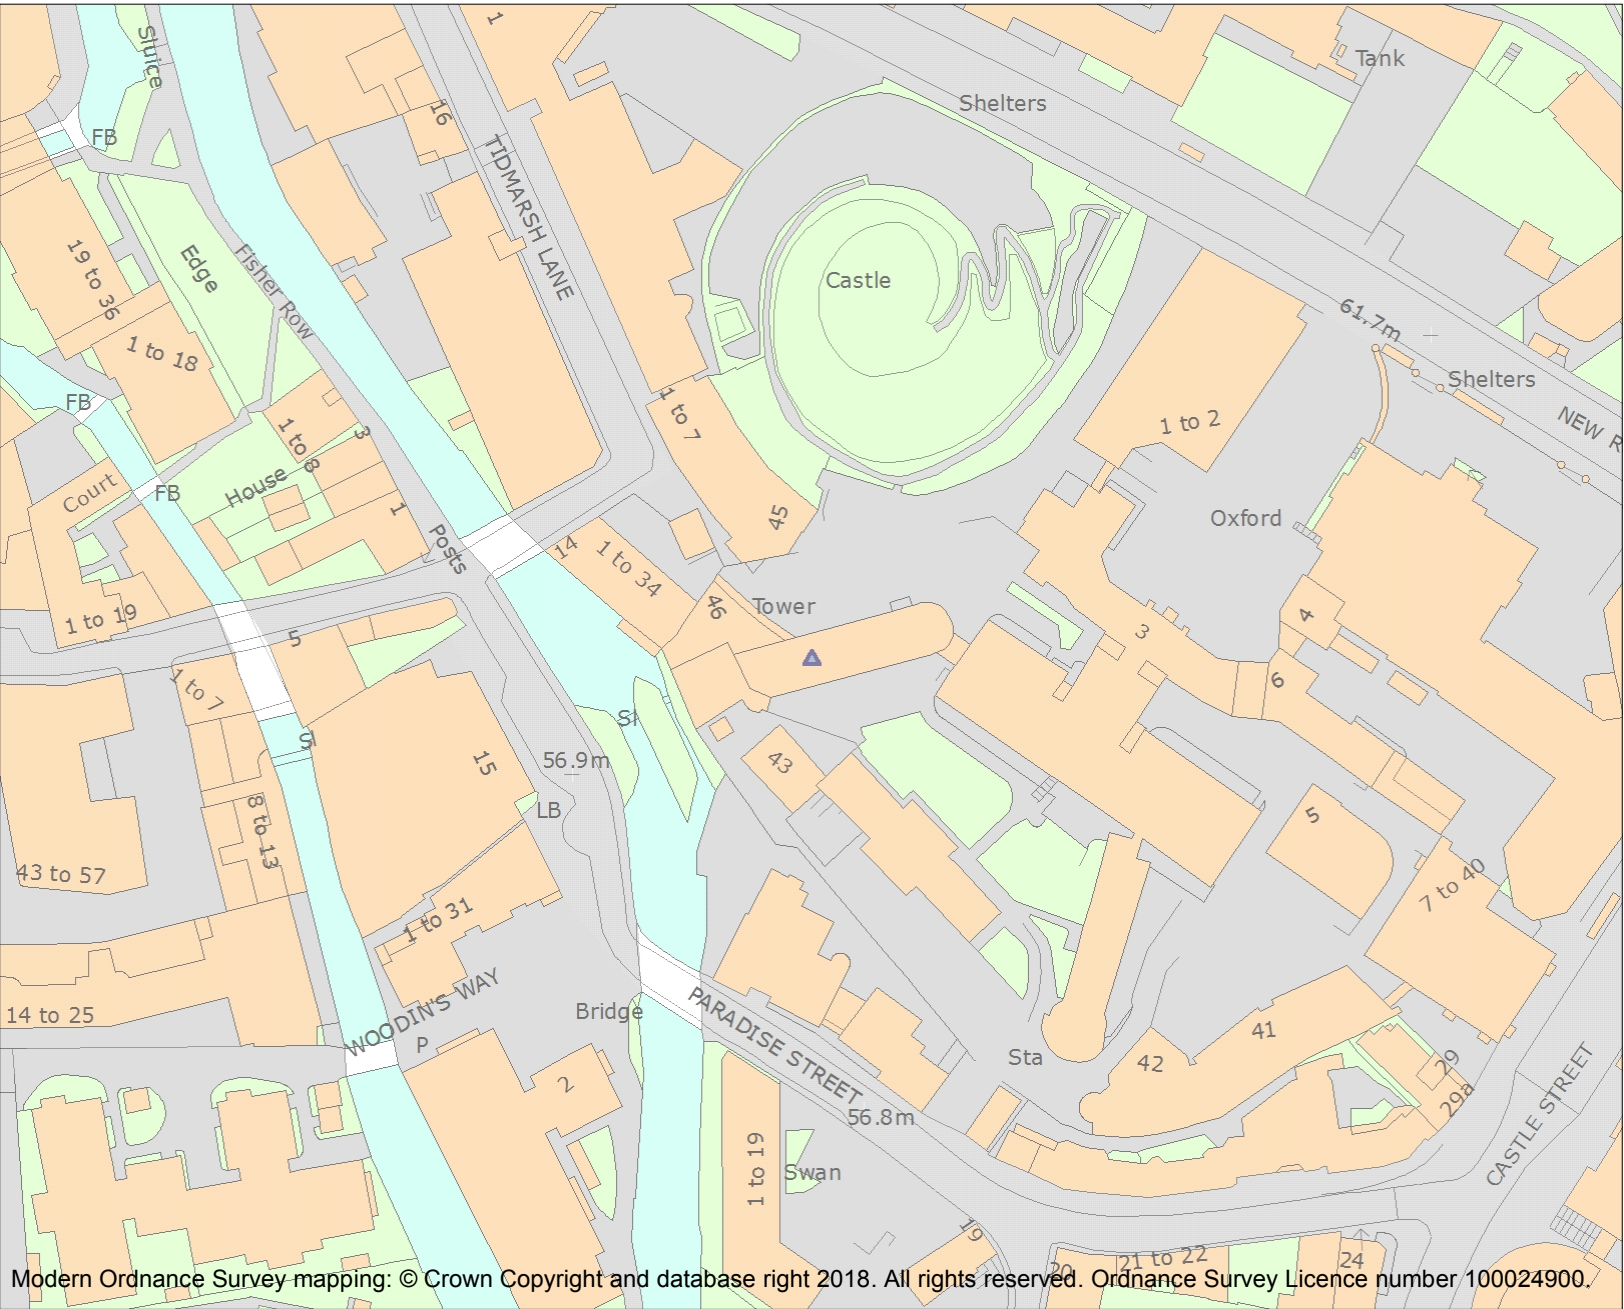 Sluice
1
Tank
16
Shelters
FB
TIDMARSH LANE
19 to 36
Edge
Fisher Row
Castle
61.7m
1 to 18
Shelters
FB
1 to 7
1 to 2
NEW R
3
1 to 8
House
Court
FB
1
45
Oxford
Posts
14
1 to 34
46
Tower
4
1 to 19
5
3
6
1 to 7
Sl
Sl
56.9m
15
43
LB
8 to 13
5
43 to 57
7 to 40
1 to 31
14 to 25
WOODIN'S WAY
P
Bridge
PARADISE STREET
Sta
42
41
29
29a
2
56.8m
CASTLE STREET
1 to 19
Swan
19
20
21 to 22
24
Modern Ordnance Survey mapping: © Crown Copyright and database right 2018. All rights reserved. Ordnance Survey Licence number 100024900.